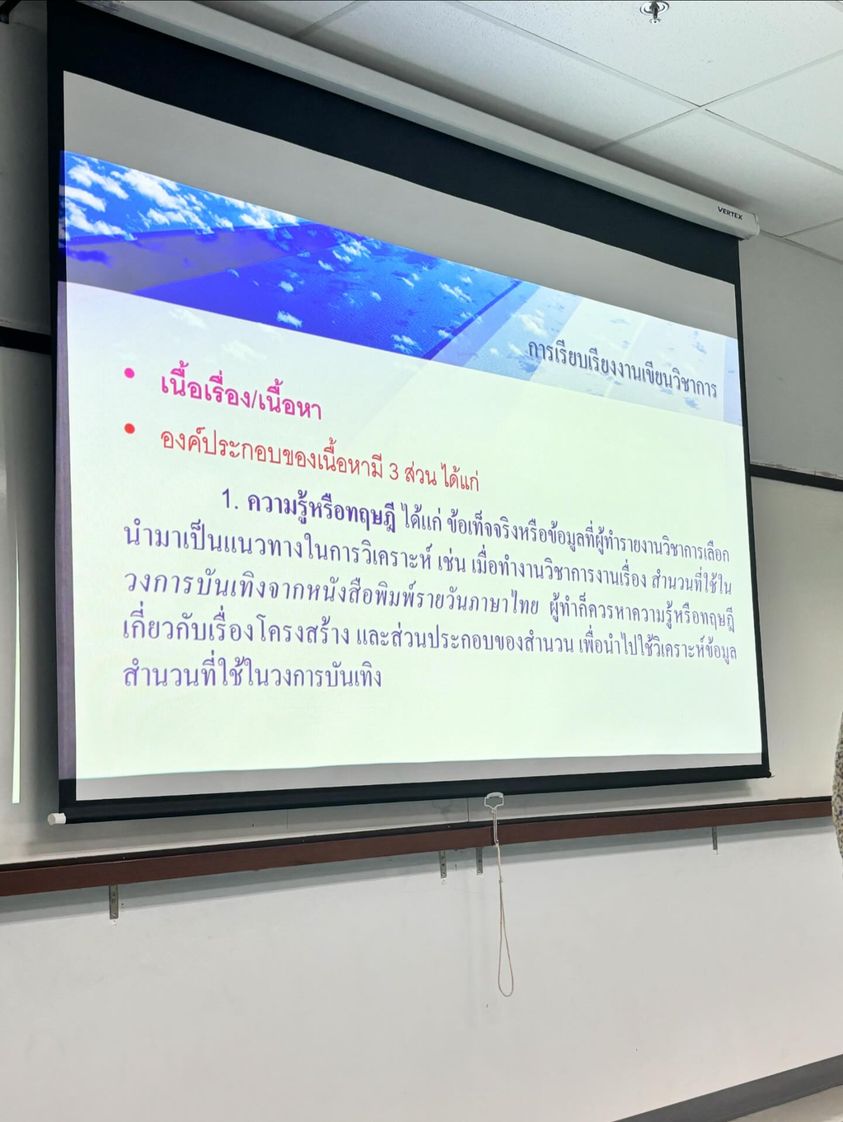 VERTEX
การเรียบเรียงงานเขียนวิชาการ
• เนื้อเรื่อง/เนื้อหา
• องค์ประกอบของเนื้อหามี 3 ส่วน ได้แก่
1. ความรู้หรือทฤษฎี ได้แก่ ข้อเท็จจริงหรือข้อมูลที่ผู้ทำรายงานวิชาการเลือก
นำมาเป็นแนวทางในการวิเคราะห์ เช่น เมื่อทำงานวิชาการงานเรื่อง สำนวนที่ใช้ใน
วงการบันเทิงจากหนังสือพิมพ์รายวันภาษาไทย ผู้ทำก็ควรหาความรู้หรือทฤษฎี
เกี่ยวกับเรื่องโครงสร้าง และส่วนประกอบของสำนวน เพื่อนำไปใช้วิเคราะห์ข้อมูล
สำนวนที่ใช้ในวงการบันเทิง